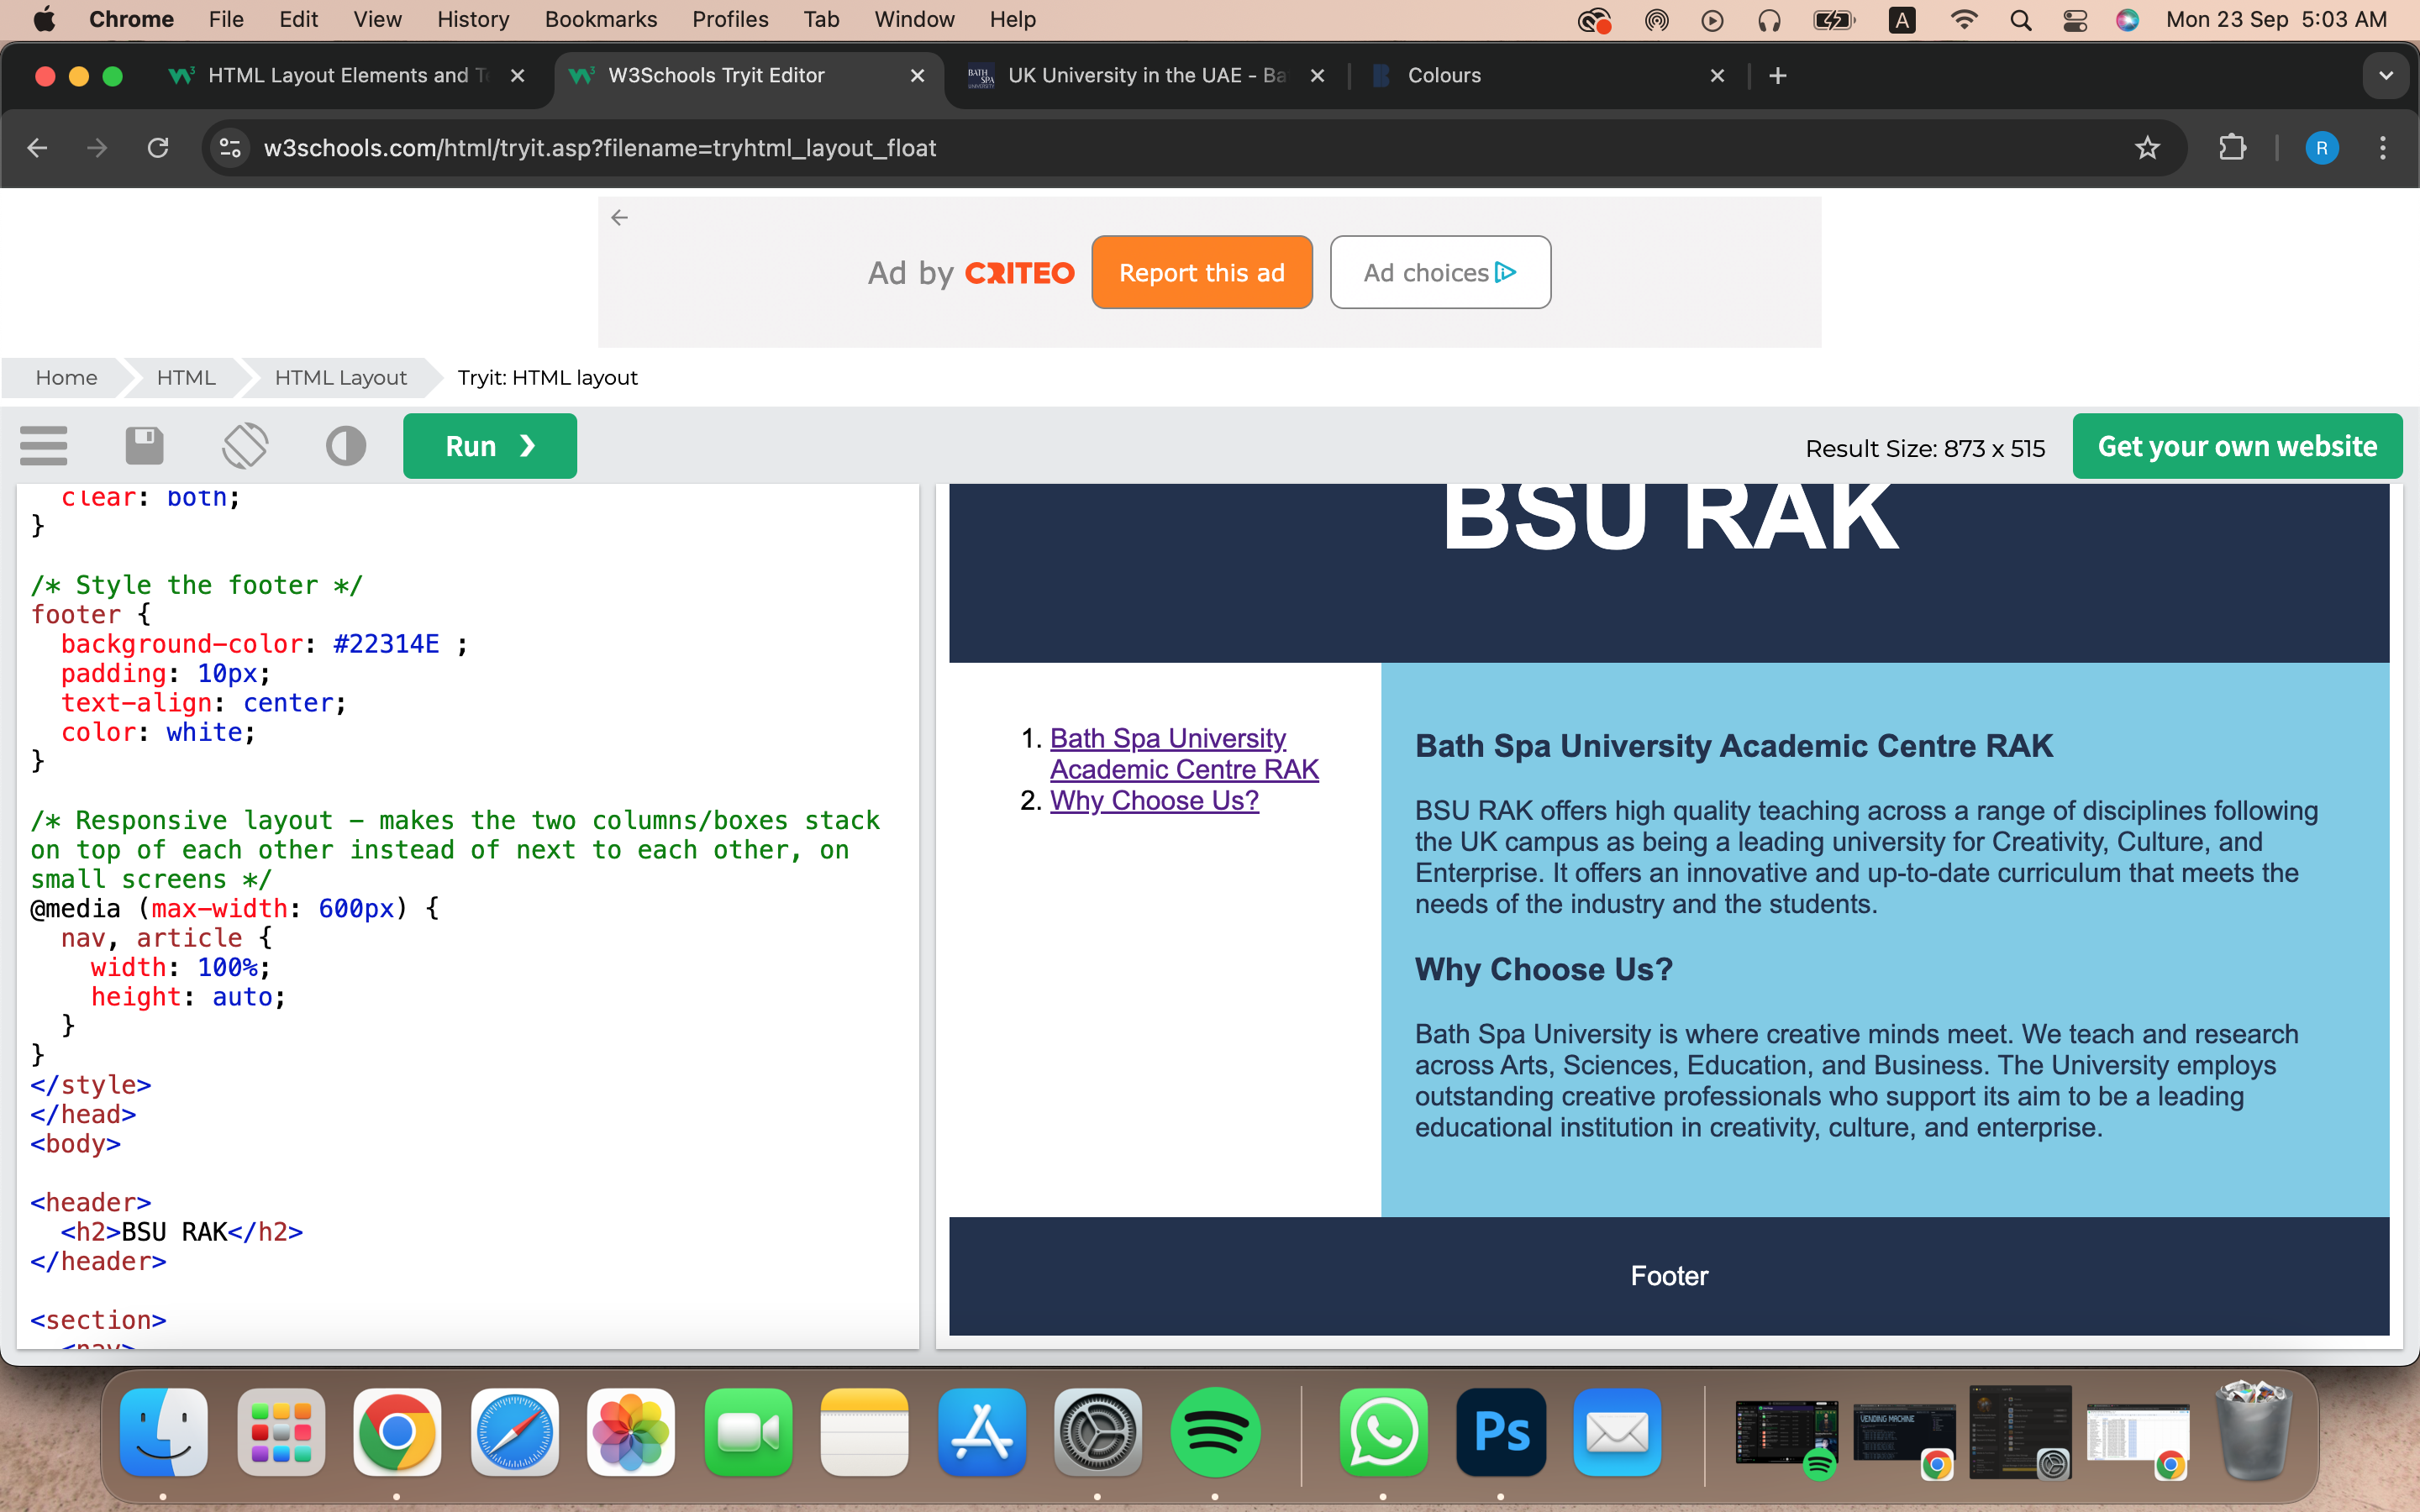 Chrome File Edit View History Bookmarks Profiles Tab Window Help A Mon 23 Sep 5:03 AM
HTML Layout Elements and T W3Schools Tryit Editor BATH SPA UNIVERSITY UK University in the UAE - Ba Colours
w3schools.com/html/tryit.asp?filename=tryhtml_layout_float R
Ad by CRITEO Report this ad Ad choices
Home HTML HTML Layout Tryit: HTML layout
Run ❯ Result Size: 873 x 515 Get your own website
clear: both;
}
/* Style the footer */
footer {
background-color: #22314E ;
padding: 10px;
text-align: center;
color: white;
}
/* Responsive layout - makes the two columns/boxes stack
on top of each other instead of next to each other, on
small screens */
@media (max-width: 600px) {
nav, article {
width: 100%;
height: auto;
}
}
</style>
</head>
<body>
<header>
<h2>BSU RAK</h2>
</header>
<section>
<nav>
BSU RAK
1. Bath Spa University
Academic Centre RAK
2. Why Choose Us?
Bath Spa University Academic Centre RAK
BSU RAK offers high quality teaching across a range of disciplines following
the UK campus as being a leading university for Creativity, Culture, and
Enterprise. It offers an innovative and up-to-date curriculum that meets the
needs of the industry and the students.
Why Choose Us?
Bath Spa University is where creative minds meet. We teach and research
across Arts, Sciences, Education, and Business. The University employs
outstanding creative professionals who support its aim to be a leading
educational institution in creativity, culture, and enterprise.
Footer
Ps
VENDING MACHINE